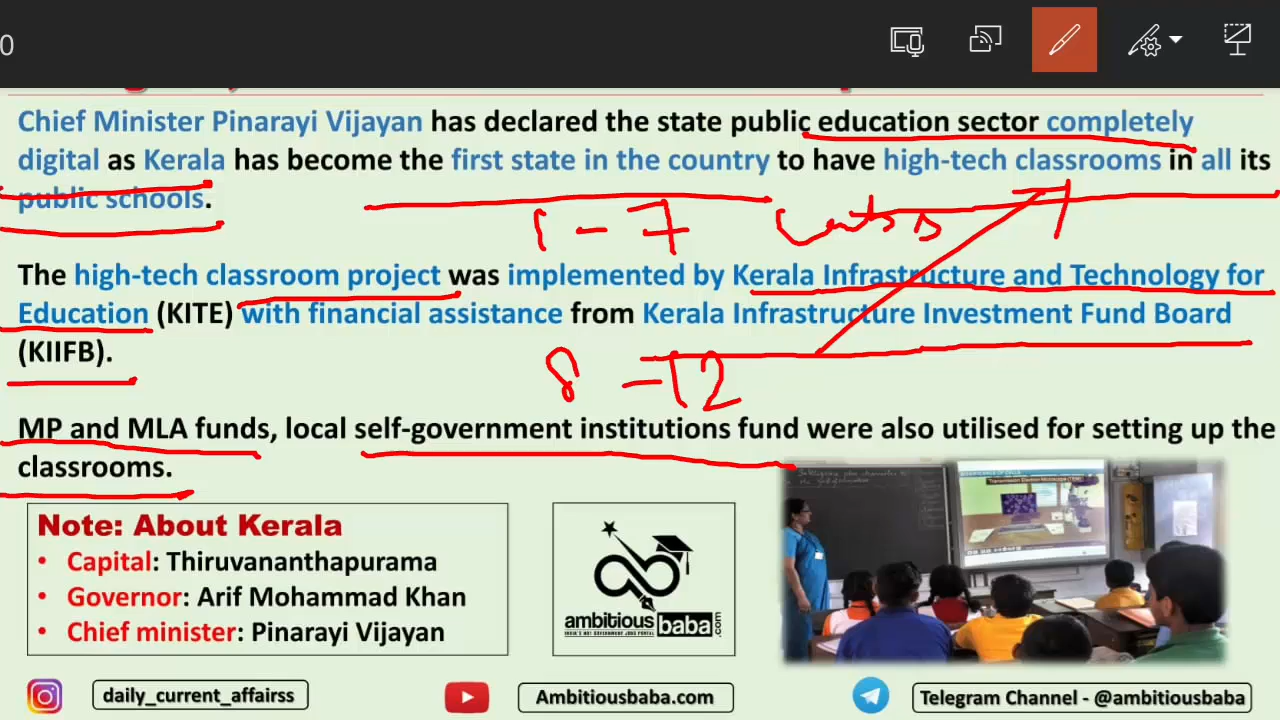 0
Chief Minister Pinarayi Vijayan has declared the state public education sector completely
digital as Kerala has become the first state in the country to have high-tech classrooms in all its
public schools.
1 - 7
The high-tech classroom project was implemented by Kerala Infrastructure and Technology for
Education (KITE) with financial assistance from Kerala Infrastructure Investment Fund Board
(KIIFB).
8 - 12
MP and MLA funds, local self-government institutions fund were also utilised for setting up the
classrooms.
Note: About Kerala
• Capital: Thiruvananthapurama
• Governor: Arif Mohammad Khan
• Chief minister: Pinarayi Vijayan
ambitious baba.com
Transmission Electron Microscope (TEM)
daily_current_affairss
Ambitiousbaba.com
Telegram Channel - @ambitiousbaba